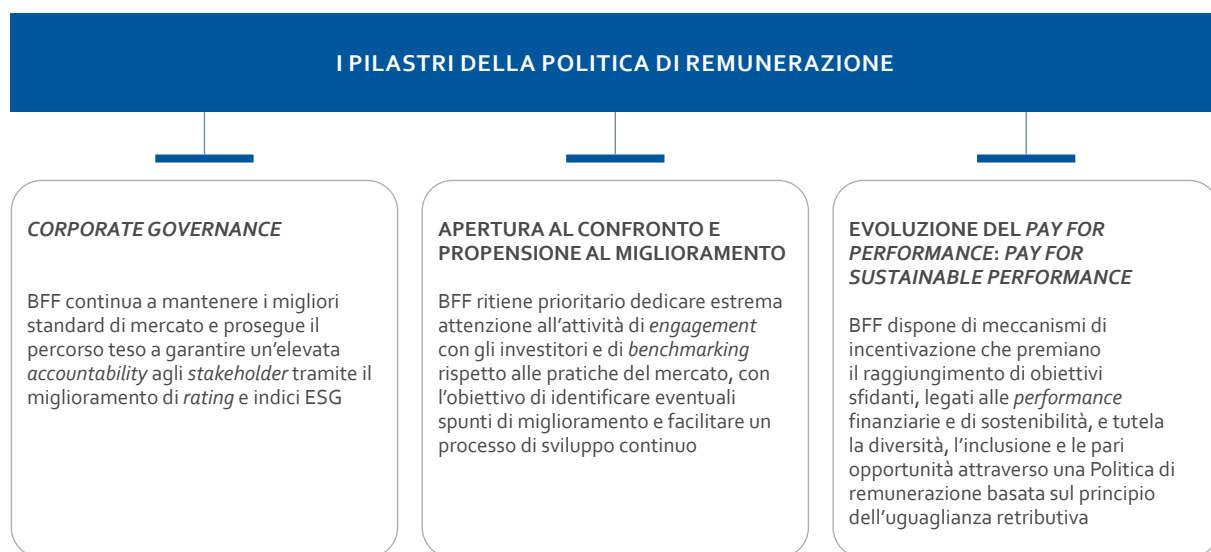 I PILASTRI DELLA POLITICA DI REMUNERAZIONE
CORPORATE GOVERNANCE
BFF continua a mantenere i migliori
standard di mercato e prosegue il
percorso teso a garantire un'elevata
accountability agli stakeholder tramite il
miglioramento di rating e indici ESG
APERTURA AL CONFRONTO E
PROPENSIONE AL MIGLIORAMENTO
BFF ritiene prioritario dedicare estrema
attenzione all'attività di engagement
con gli investitori e di benchmarking
rispetto alle pratiche del mercato, con
l'obiettivo di identificare eventuali
spunti di miglioramento e facilitare un
processo di sviluppo continuo
EVOLUZIONE DEL PAY FOR
PERFORMANCE: PAY FOR
SUSTAINABLE PERFORMANCE
BFF dispone di meccanismi di
incentivazione che premiano
il raggiungimento di obiettivi
sfidanti, legati alle performance
finanziarie e di sostenibilità, e tutela
la diversità, l'inclusione e le pari
opportunità attraverso una Politica di
remunerazione basata sul principio
dell'uguaglianza retributiva